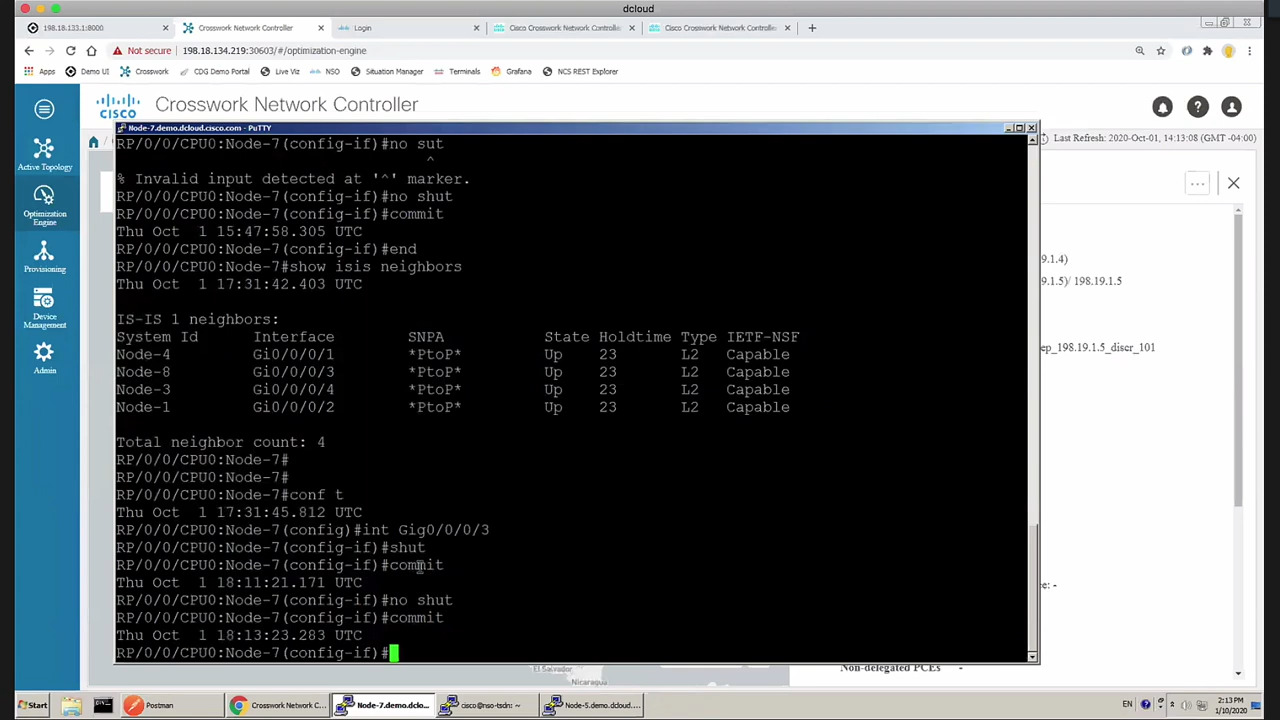 dcloud
198.18.133.1:8000
Crosswork Network Controller
Login
Cisco Crosswork Network Controlle
Cisco Crosswork Network Controlle
Not secure | 198.18.134.219:30603/#/optimization-engine
Apps
Demo UI
Crosswork
CDG Demo Portal
Live Viz
NSO
Situation Manager
Terminals
Grafana
NCS REST Explorer
CISCO
Crosswork Network Controller
Node-7.demo.dcloud.cisco.com - PuTTY
Last Refresh: 2020-Oct-01, 14:13:08 (GMT -04:00)
Active Topology
Optimization
Engine
Provisioning
Device
Management
Admin
RP/0/0/CPU0:Node-7(config-if)#no sut
^
% Invalid input detected at '^' marker.
RP/0/0/CPU0:Node-7(config-if)#no shut
RP/0/0/CPU0:Node-7(config-if)#commit
Thu Oct  1 15:47:58.305 UTC
RP/0/0/CPU0:Node-7(config-if)#end
RP/0/0/CPU0:Node-7#show isis neighbors
Thu Oct  1 17:31:42.403 UTC
IS-IS 1 neighbors:
System Id      Interface        SNPA           State Holdtime Type IETF-NSF
Node-4         Gi0/0/0/1        *PtoP*         Up    23       L2   Capable
Node-8         Gi0/0/0/3        *PtoP*         Up    23       L2   Capable
Node-3         Gi0/0/0/4        *PtoP*         Up    23       L2   Capable
Node-1         Gi0/0/0/2        *PtoP*         Up    23       L2   Capable
Total neighbor count: 4
RP/0/0/CPU0:Node-7#
RP/0/0/CPU0:Node-7#
RP/0/0/CPU0:Node-7#conf t
Thu Oct  1 17:31:45.812 UTC
RP/0/0/CPU0:Node-7(config)#int Gig0/0/0/3
RP/0/0/CPU0:Node-7(config-if)#shut
RP/0/0/CPU0:Node-7(config-if)#commit
Thu Oct  1 18:11:21.171 UTC
RP/0/0/CPU0:Node-7(config-if)#no shut
RP/0/0/CPU0:Node-7(config-if)#commit
Thu Oct  1 18:13:23.283 UTC
RP/0/0/CPU0:Node-7(config-if)#
9.1.4)
9.1.5)/ 198.19.1.5
ep_198.19.1.5_discr_101
ce: -
El Salvador
Nicaragua
Non-delegated PCEs -
Start
Postman
Crosswork Network C...
Node-7.demo.dclo...
cisco@nso-tsdn: ~
Node-5.demo.dcloud....
EN
2:13 PM
1/10/2020